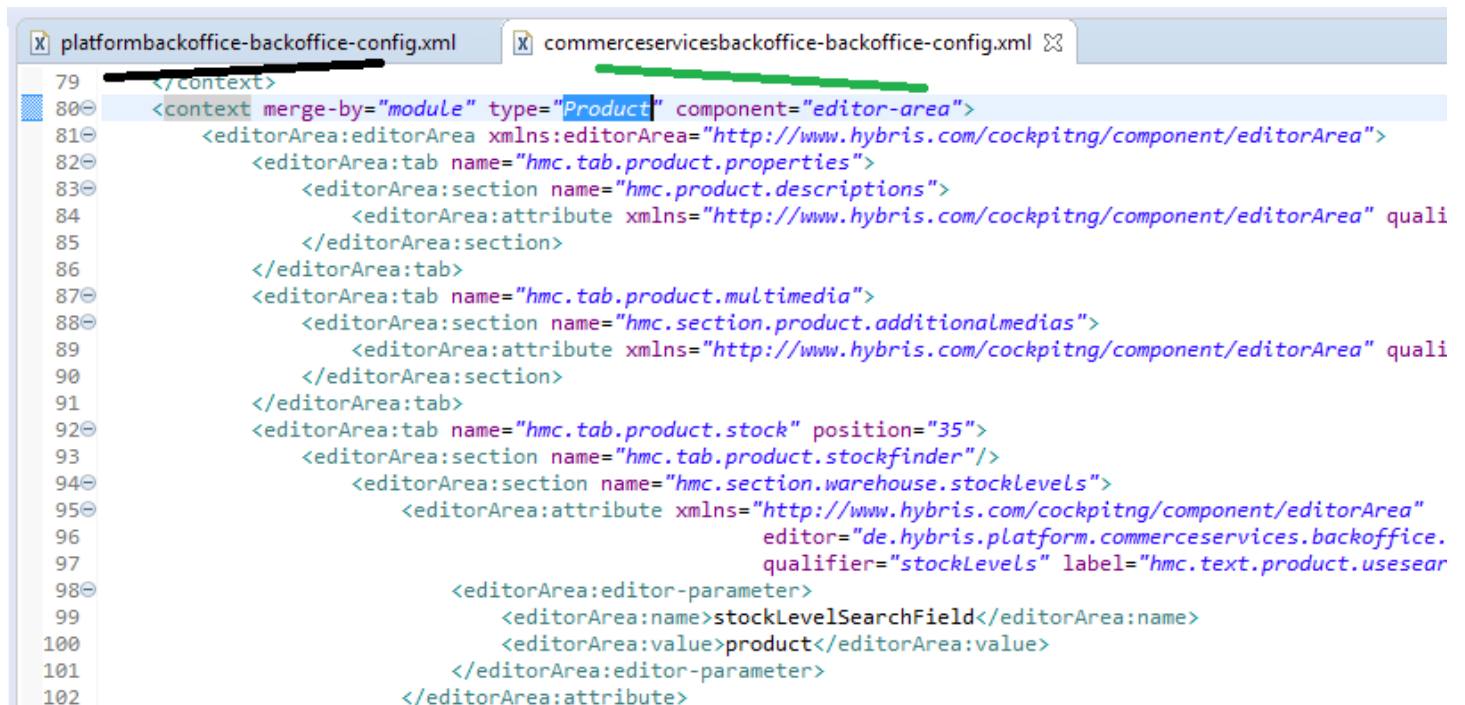 platformbackoffice-backoffice-config.xml commerceservicesbackoffice-backoffice-config.xml
79 </context>
80 <context merge-by="module" type="Product" component="editor-area">
81 <editorArea:editorArea xmlns:editorArea="http://www.hybris.com/cockpitng/component/editorArea">
82 <editorArea:tab name="hmc.tab.product.properties">
83 <editorArea:section name="hmc.product.descriptions">
84 <editorArea:attribute xmlns="http://www.hybris.com/cockpitng/component/editorArea" quali
85 </editorArea:section>
86 </editorArea:tab>
87 <editorArea:tab name="hmc.tab.product.multimedia">
88 <editorArea:section name="hmc.section.product.additionalmedias">
89 <editorArea:attribute xmlns="http://www.hybris.com/cockpitng/component/editorArea" quali
90 </editorArea:section>
91 </editorArea:tab>
92 <editorArea:tab name="hmc.tab.product.stock" position="35">
93 <editorArea:section name="hmc.tab.product.stockfinder"/>
94 <editorArea:section name="hmc.section.warehouse.stocklevels">
95 <editorArea:attribute xmlns="http://www.hybris.com/cockpitng/component/editorArea"
96 editor="de.hybris.platform.commerceservices.backoffice.
97 qualifier="stockLevels" label="hmc.text.product.usesear
98 <editorArea:editor-parameter>
99 <editorArea:name>stockLevelSearchField</editorArea:name>
100 <editorArea:value>product</editorArea:value>
101 </editorArea:editor-parameter>
102 </editorArea:attribute>